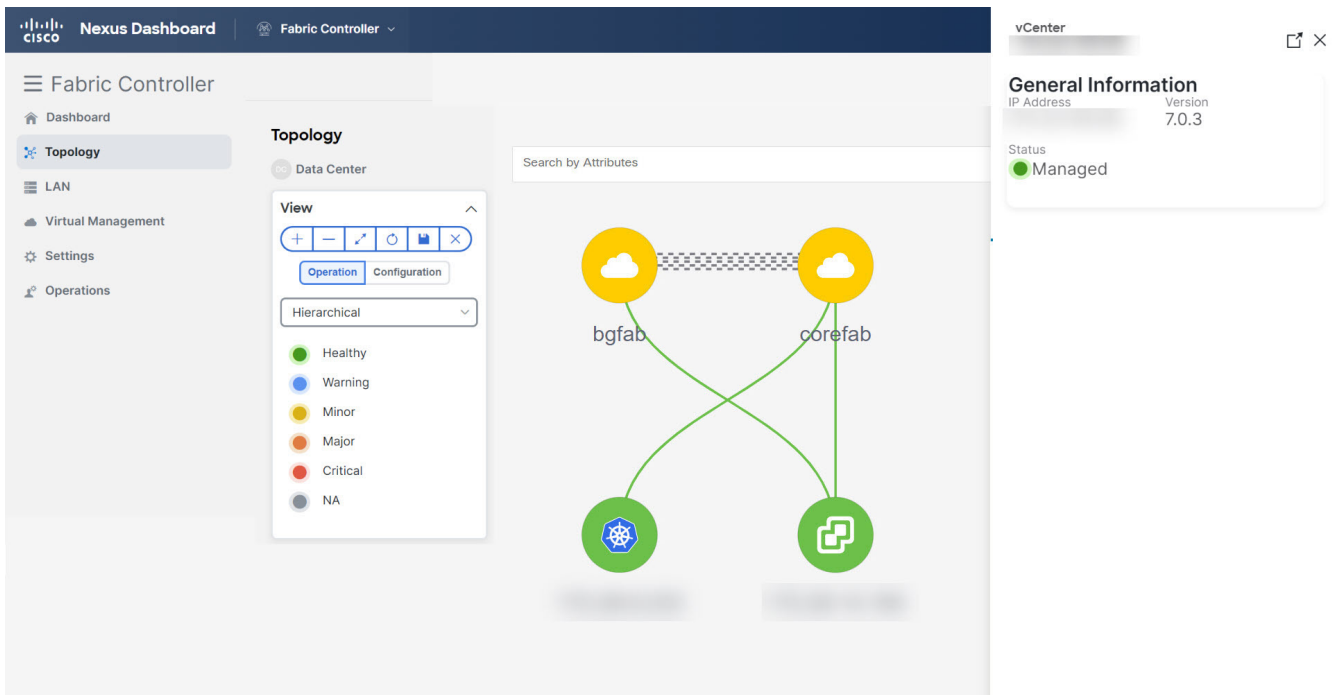 cisco Nexus Dashboard Fabric Controller
vCenter
Fabric Controller
Dashboard
Topology
LAN
Virtual Management
Settings
Operations
Topology
DC Data Center
Search by Attributes
View
Operation Configuration
Hierarchical
Healthy
Warning
Minor
Major
Critical
NA
bgfab corefab
General Information
IP Address Version
7.0.3
Status
Managed